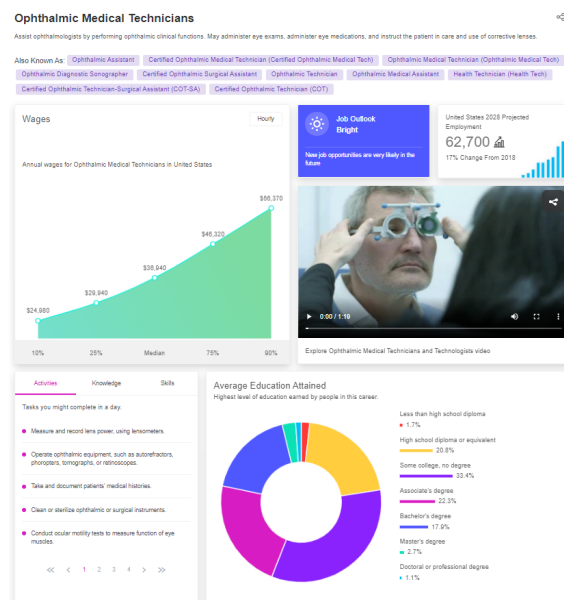 Ophthalmic Medical Technicians
Assist ophthalmologists by performing ophthalmic clinical functions. May administer eye exams, administer eye medications, and instruct the patient in care and use of corrective lenses.
Also Known As: Ophthalmic Assistant Certified Ophthalmic Medical Technician (Certified Ophthalmic Medical Tech) Ophthalmic Medical Technician (Ophthalmic Medical Tech)
Ophthalmic Diagnostic Sonographer Certified Ophthalmic Surgical Assistant Ophthalmic Technician Ophthalmic Medical Assistant Health Technician (Health Tech)
Certified Ophthalmic Technician-Surgical Assistant (COT-SA) Certified Ophthalmic Technician (COT)
Wages
Hourly
Annual wages for Ophthalmic Medical Technicians in United States
$24,980
$29,940
$36,940
$46,320
$56,370
10%
25%
Median
75%
90%
Job Outlook
Bright
New job opportunities are very likely in the
future
United States 2028 Projected
Employment
62,700
17% Change From 2018
0:00 / 1:19
Explore Ophthalmic Medical Technicians and Technologists video
Activities
Knowledge
Skills
Tasks you might complete in a day.
Measure and record lens power, using lensometers.
Operate ophthalmic equipment, such as autorefractors,
phoropters, tomographs, or retinoscopes.
Take and document patients' medical histories.
Clean or sterilize ophthalmic or surgical instruments.
Conduct ocular motility tests to measure function of eye
muscles.
<< < 1 2 3 4 > >>
Average Education Attained
Highest level of education earned by people in this career.
Less than high school diploma
1.7%
High school diploma or equivalent
20.8%
Some college, no degree
33.4%
Associate's degree
22.3%
Bachelor's degree
17.9%
Master's degree
2.7%
Doctoral or professional degree
1.1%